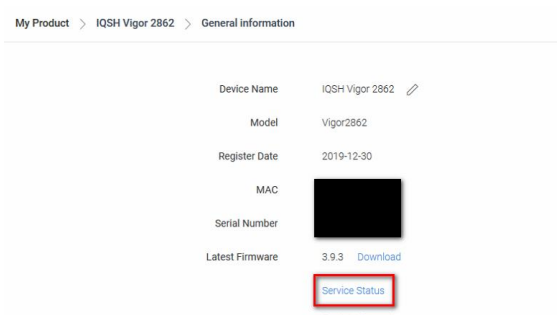 My Product > IQSH Vigor 2862 > General information
Device Name IQSH Vigor 2862
Model Vigor2862
Register Date 2019-12-30
MAC
Serial Number
Latest Firmware 3.9.3 Download
Service Status